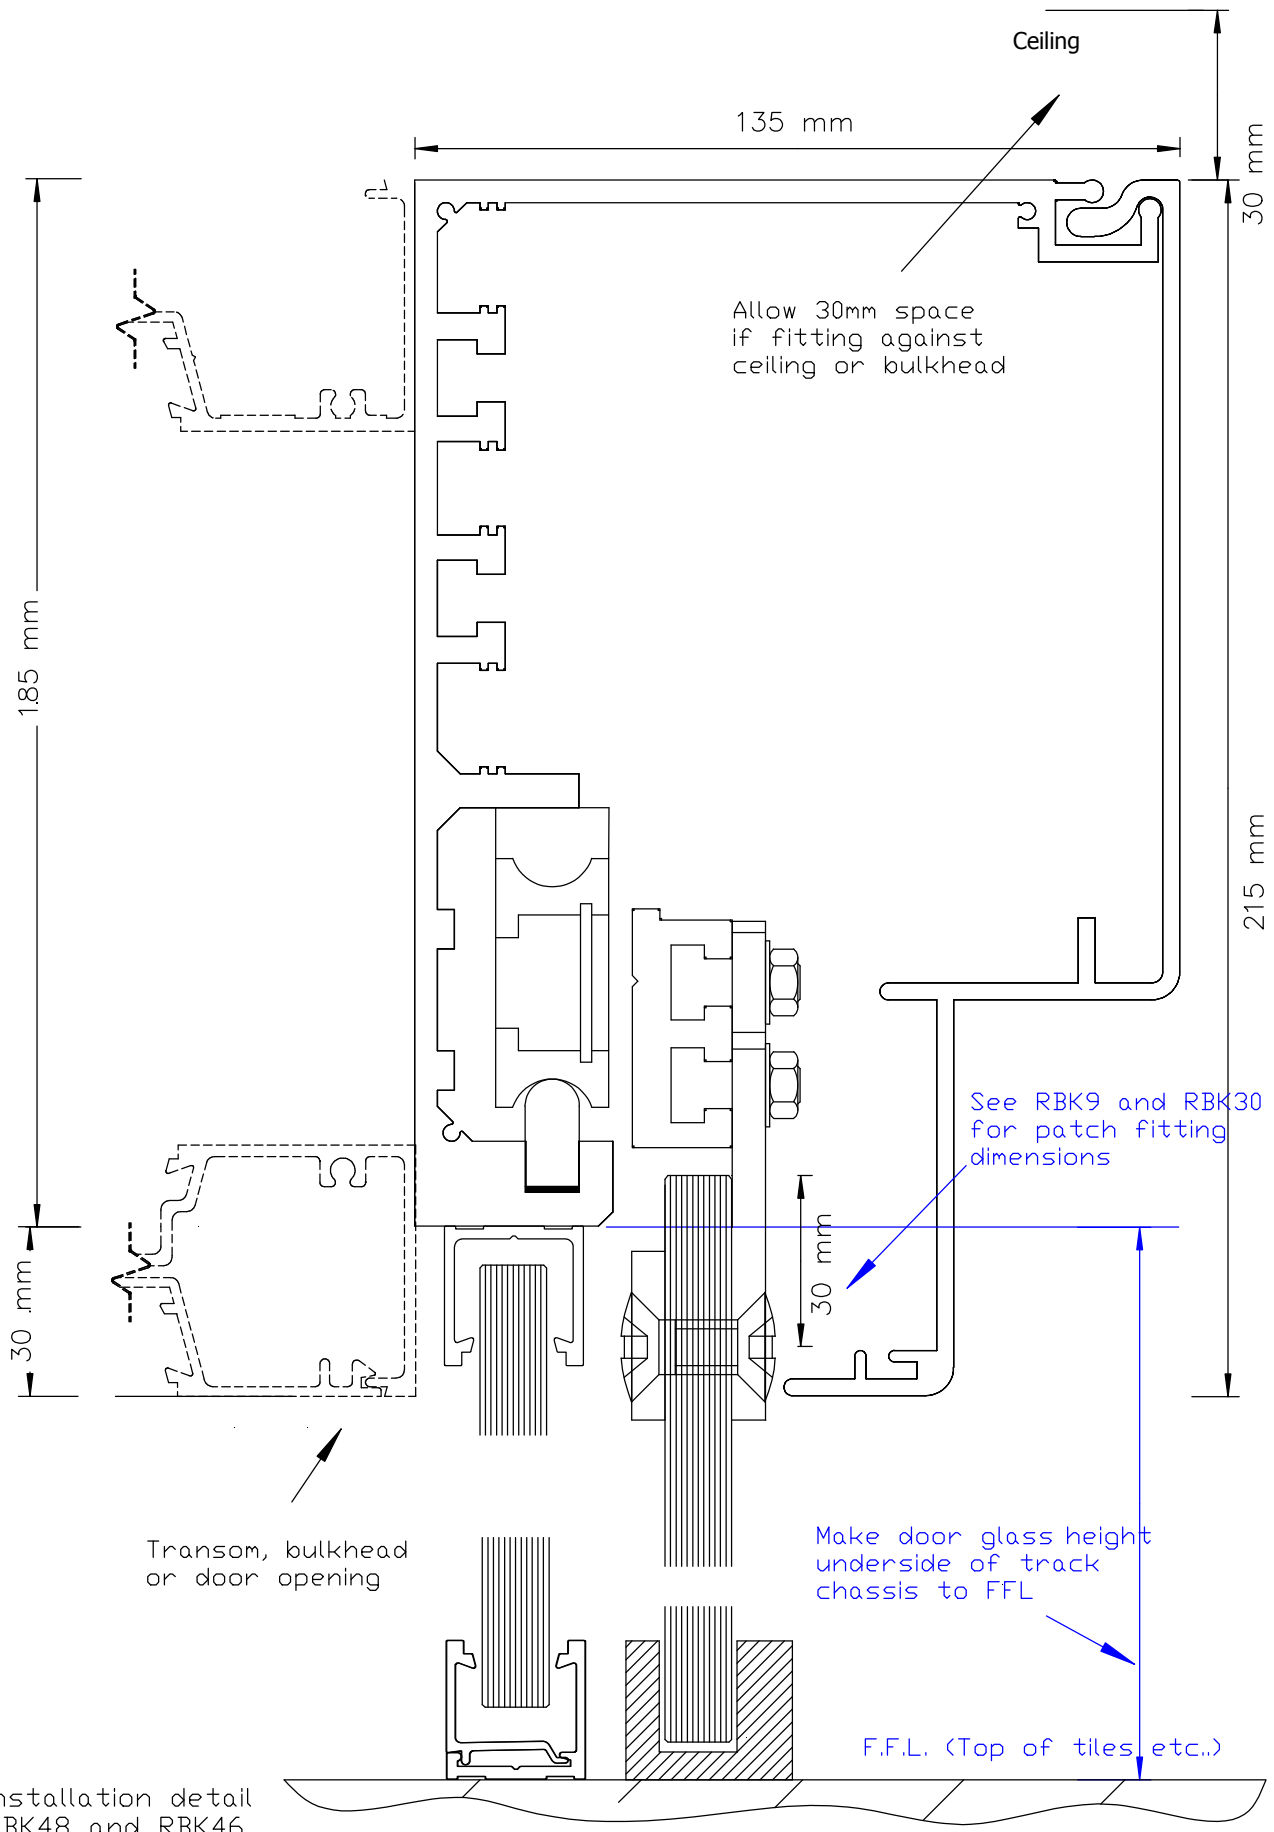 Ceiling
135 mm
30 mm
Allow 30mm space
if fitting against
ceiling or bulkhead
185 mm
215 mm
See RBK9 and RBK30
for patch fitting
dimensions
30 mm
30 mm
Transom, bulkhead
or door opening
Make door glass height
underside of track
chassis to FFL
F.F.L. (Top of tiles etc..)
nstallation detail
BK48 and RBK46